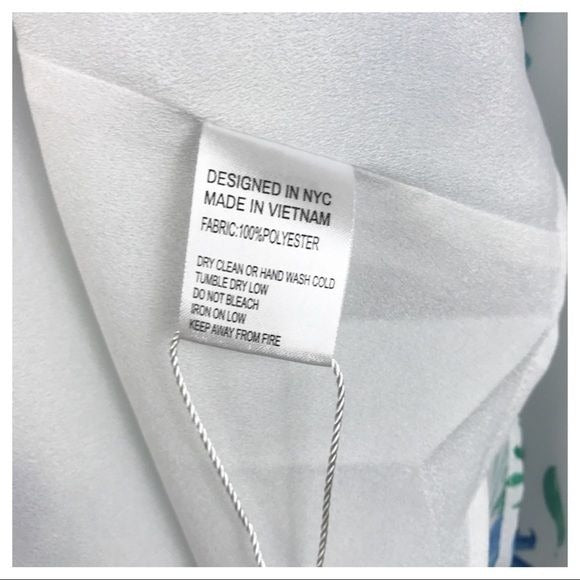 DESIGNED IN NYC
MADE IN VIETNAM
FABRIC:100%POLYESTER
DRY CLEAN OR HAND WASH COLD
TUMBLE DRY LOW
DO NOT BLEACH
IRON ON LOW
KEEP AWAY FROM FIRE